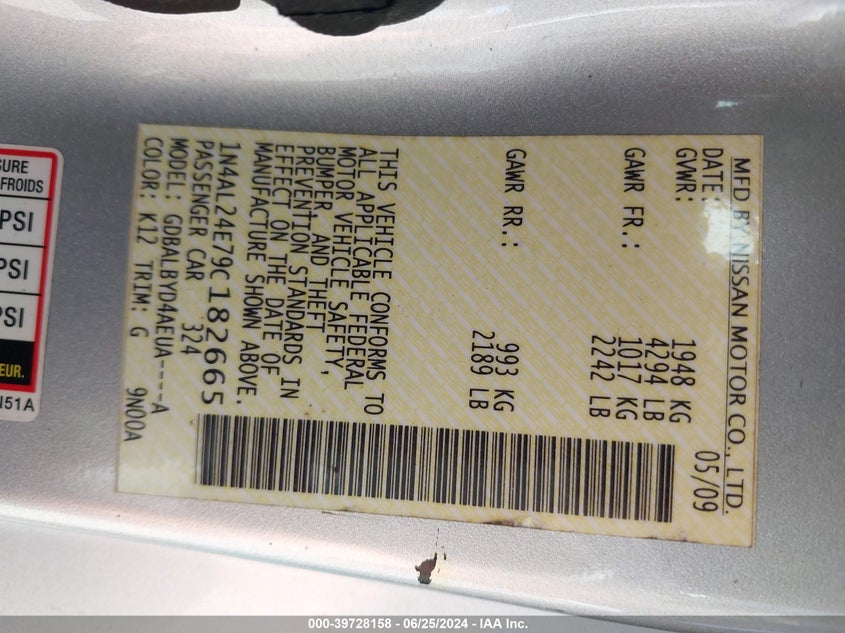 MFD BY NISSAN MOTOR CO., LTD.
DATE: 05/09
GVWR: 1948 KG
4294 LB
GAWR FR.: 1017 KG
2242 LB
GAWR RR.: 993 KG
2189 LB
THIS VEHICLE CONFORMS TO
ALL APPLICABLE FEDERAL
MOTOR VEHICLE SAFETY,
BUMPER AND THEFT
PREVENTION STANDARDS IN
EFFECT ON THE DATE OF
MANUFACTURE SHOWN ABOVE.
1N4AL24E79C182665
PASSENGER CAR 324
MODEL: GDBALBYD4AEUA----A
COLOR: K12 TRIM: G 9N00A
SURE
FROIDS
PSI
PSI
PSI
EUR.
N51A
000-39728158 - 06/25/2024 - IAA Inc.